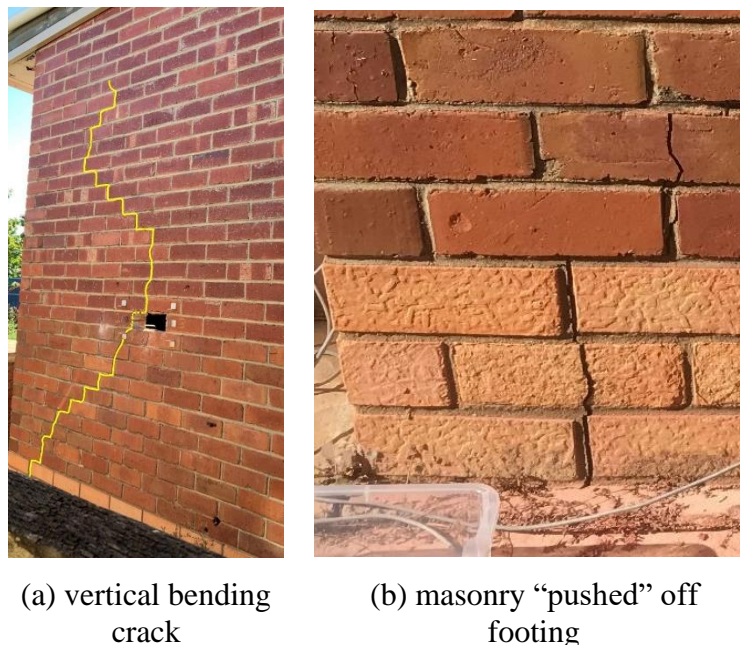 (a) vertical bending
crack
(b) masonry “pushed” off
footing